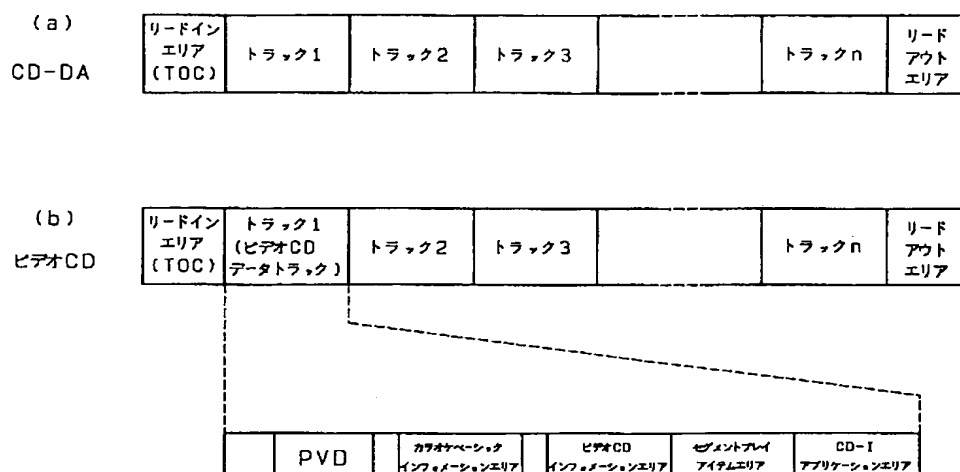 (a)
CD-DA
リードイン
エリア
(TOC)
トラック1
トラック2
トラック3
トラックn
リード
アウト
エリア
(b)
ビデオCD
リードイン
エリア
(TOC)
トラック1
(ビデオCD
データトラック)
トラック2
トラック3
トラックn
リード
アウト
エリア
PVD
カラオケベーシック
インフォメーションエリア
ビデオCD
インフォメーションエリア
セグメントプレイ
アイテムエリア
CD-I
アプリケーションエリア